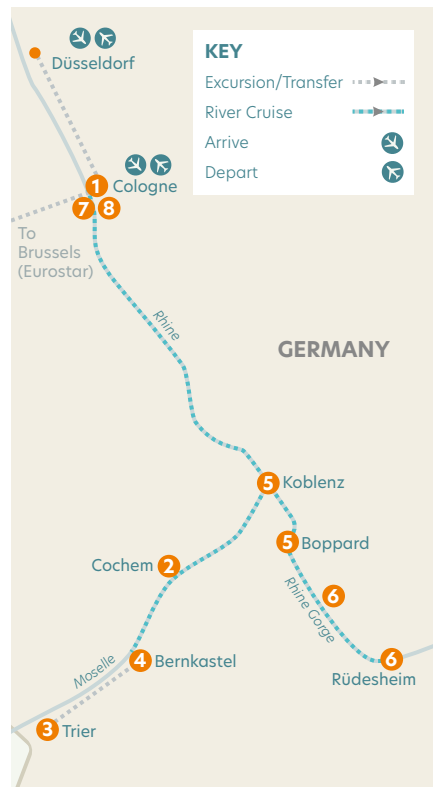 Düsseldorf
KEY
Excursion/Transfer
River Cruise
Arrive
Depart
1 Cologne
7 8
To
Brussels
(Eurostar)
Rhine
GERMANY
5 Koblenz
5 Boppard
Cochem 2
6
Rhine Gorge
4 Bernkastel
6
Rüdesheim
Moselle
3 Trier